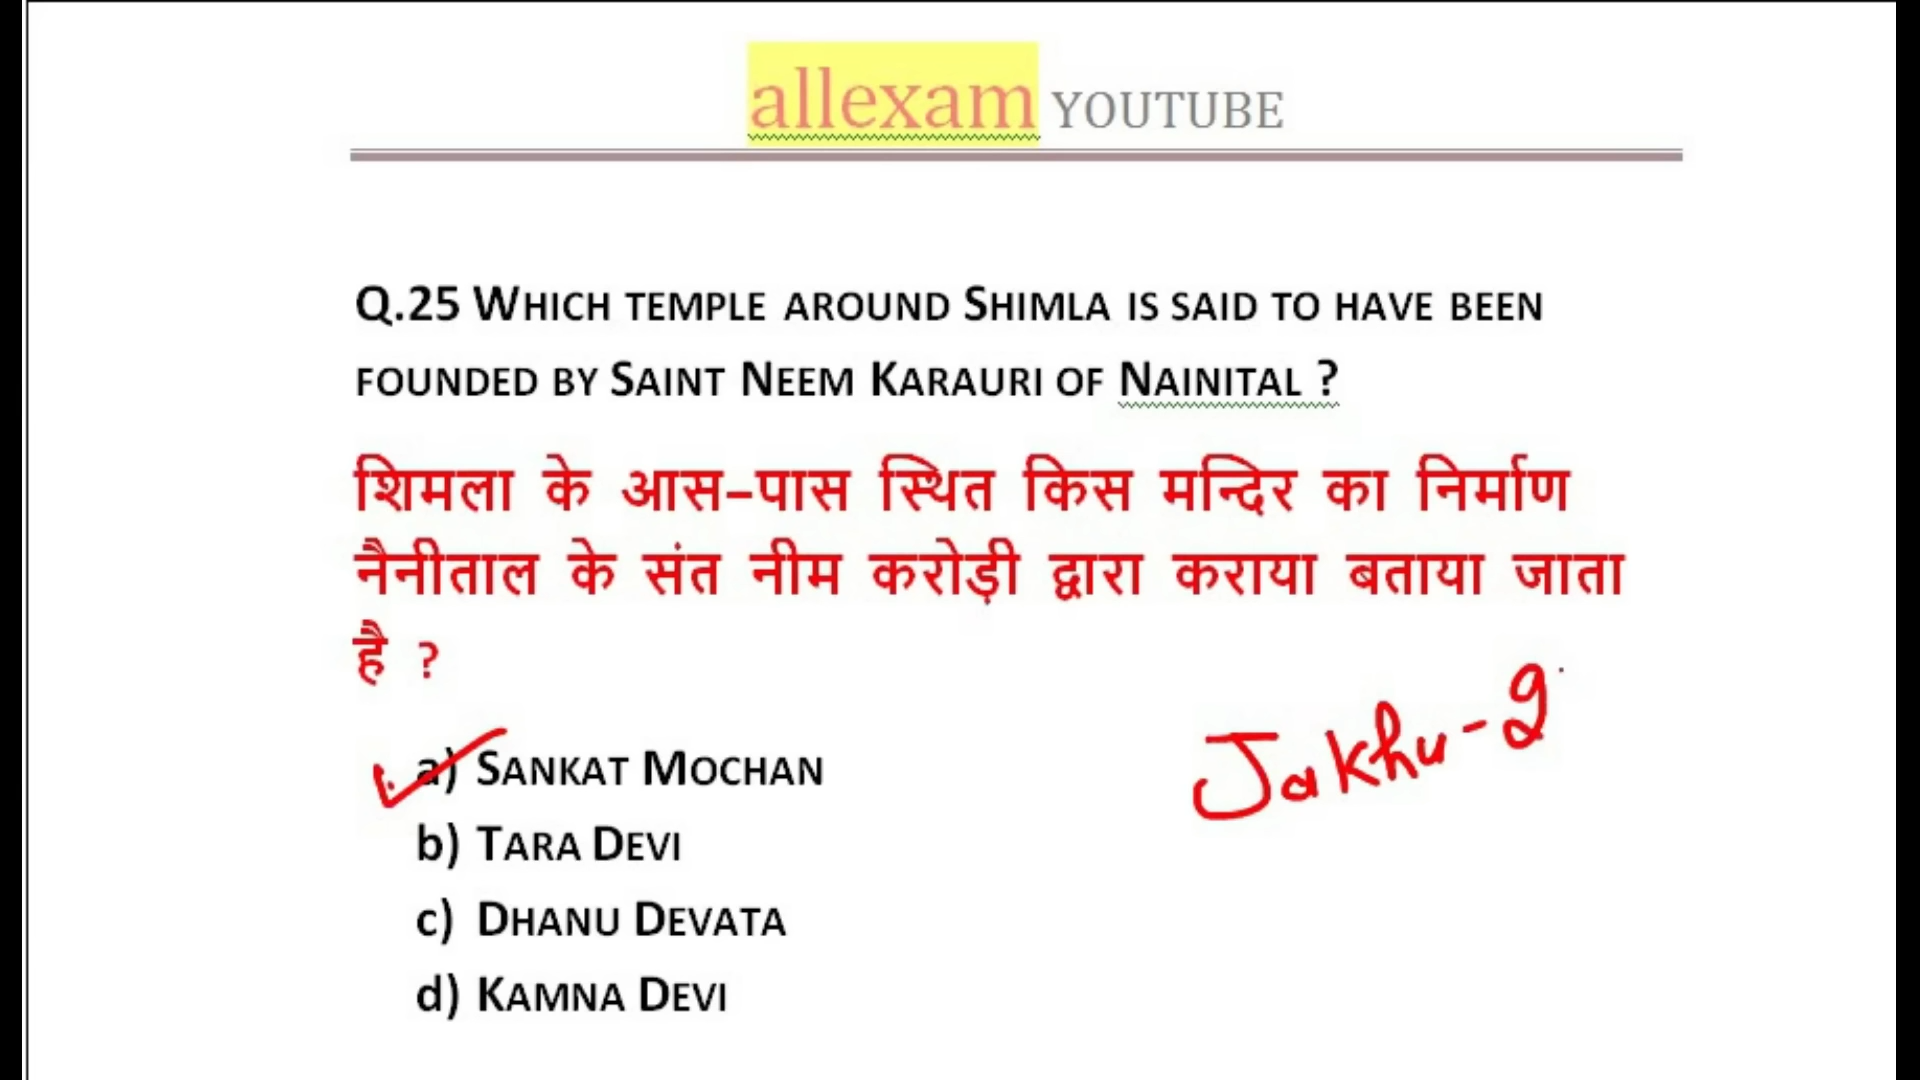 allexam YOUTUBE
Q.25 WHICH TEMPLE AROUND SHIMLA IS SAID TO HAVE BEEN
FOUNDED BY SAINT NEEM KARAURI OF NAINITAL ?
शिमला के आस-पास स्थित किस मन्दिर का निर्माण
नैनीताल के संत नीम करोड़ी द्वारा कराया बताया जाता
है ?
Jakhu-2
a) SANKAT MOCHAN
b) TARA DEVI
c) DHANU DEVATA
d) KAMNA DEVI